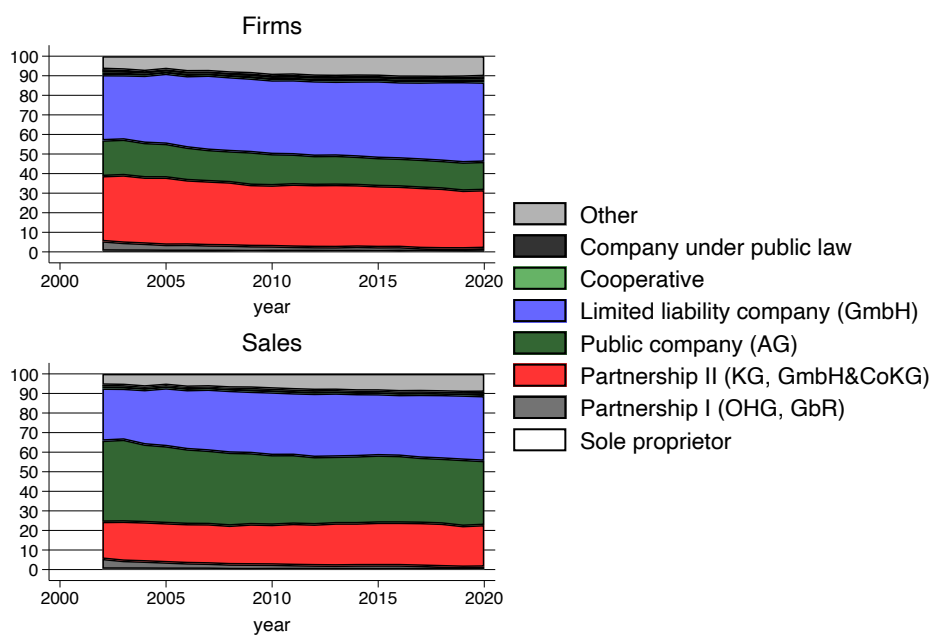 Firms
100
90
80
70
60
50
40
30
20
10
0
2000 2005 2010 2015 2020
year
Sales
100
90
80
70
60
50
40
30
20
10
0
2000 2005 2010 2015 2020
year
Other
Company under public law
Cooperative
Limited liability company (GmbH)
Public company (AG)
Partnership II (KG, GmbH&CoKG)
Partnership I (OHG, GbR)
Sole proprietor